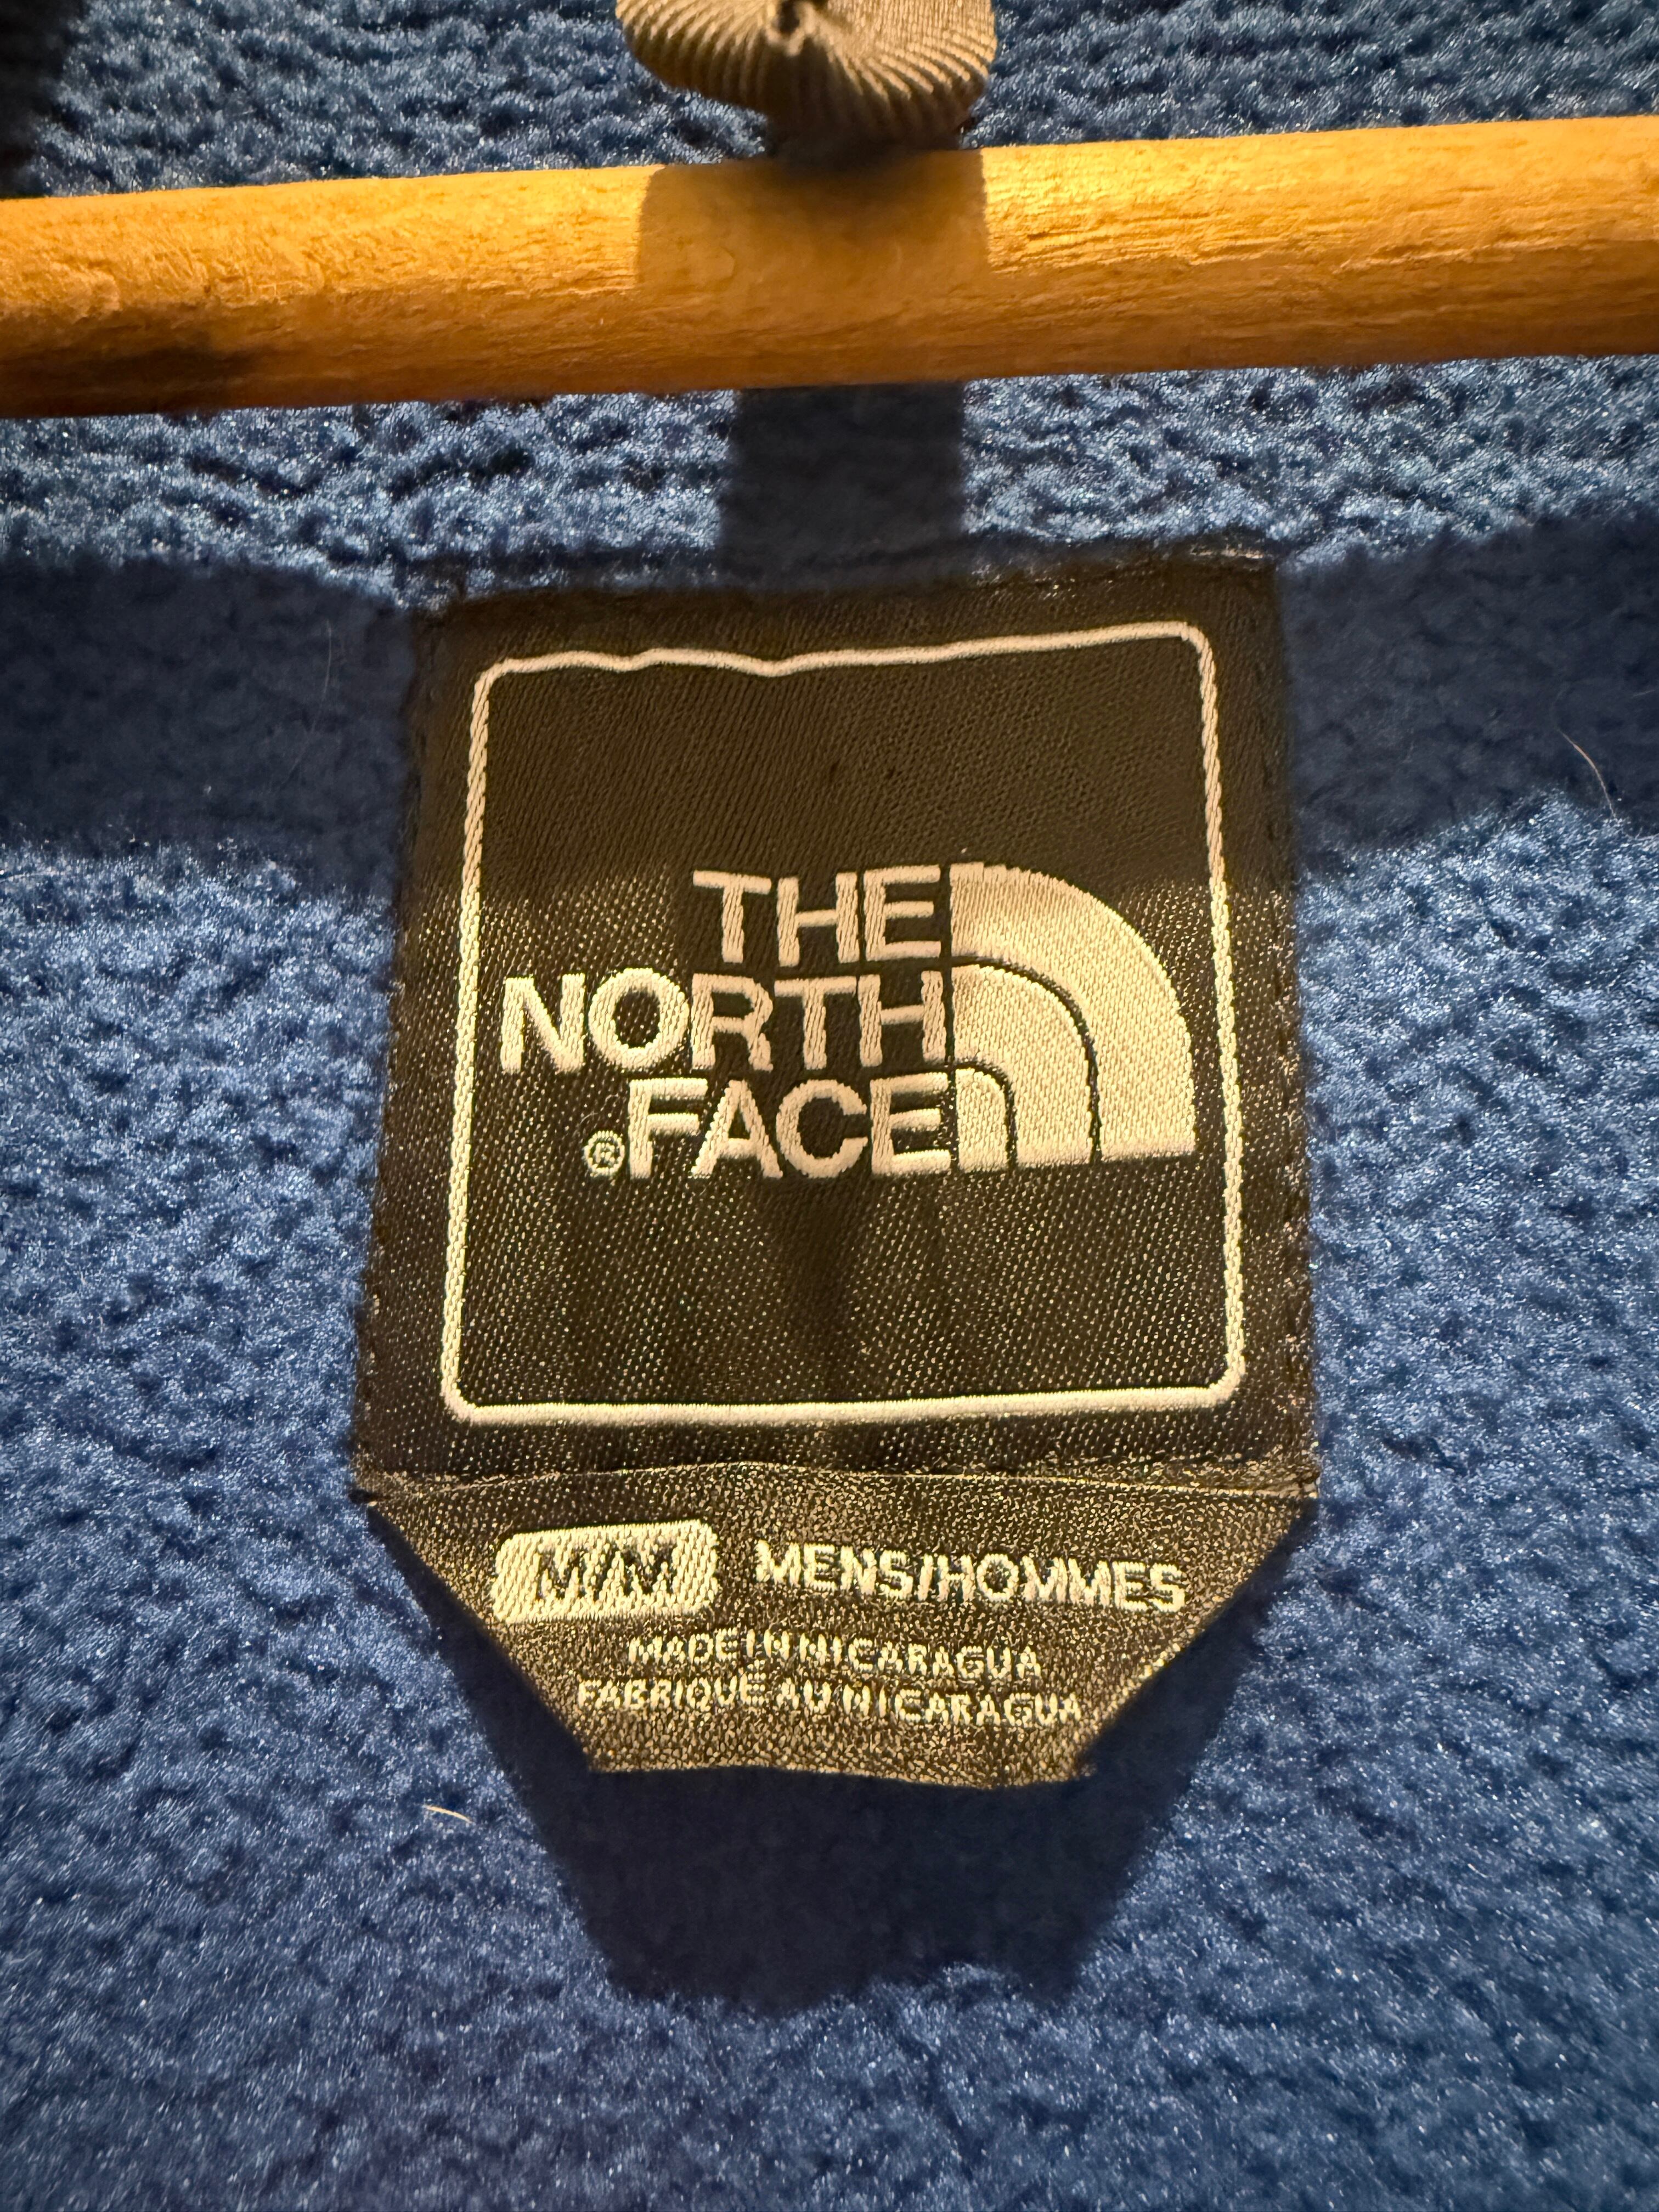 THE
NORTH
®FACE
M/M MENS/HOMMES
MADE IN NICARAGUA
FABRIQUÉ AU NICARAGUA